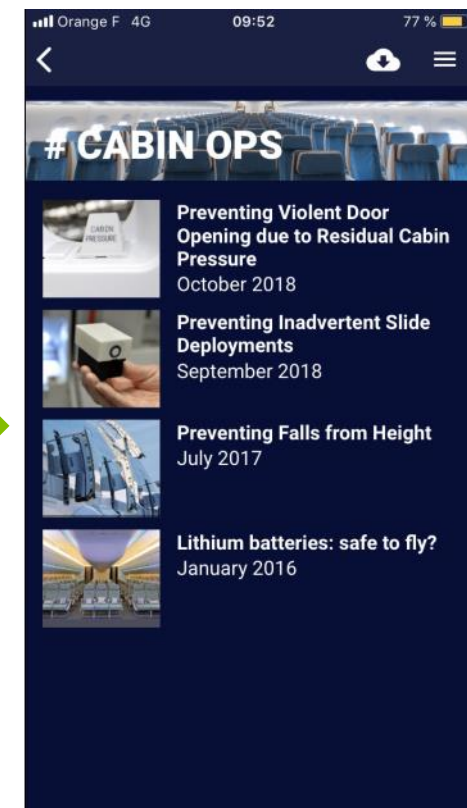 Orange F 4G 09:52 77 %
# CABIN OPS
CABIN
PRESSURE
Preventing Violent Door
Opening due to Residual Cabin
Pressure
October 2018
Preventing Inadvertent Slide
Deployments
September 2018
Preventing Falls from Height
July 2017
Lithium batteries: safe to fly?
January 2016